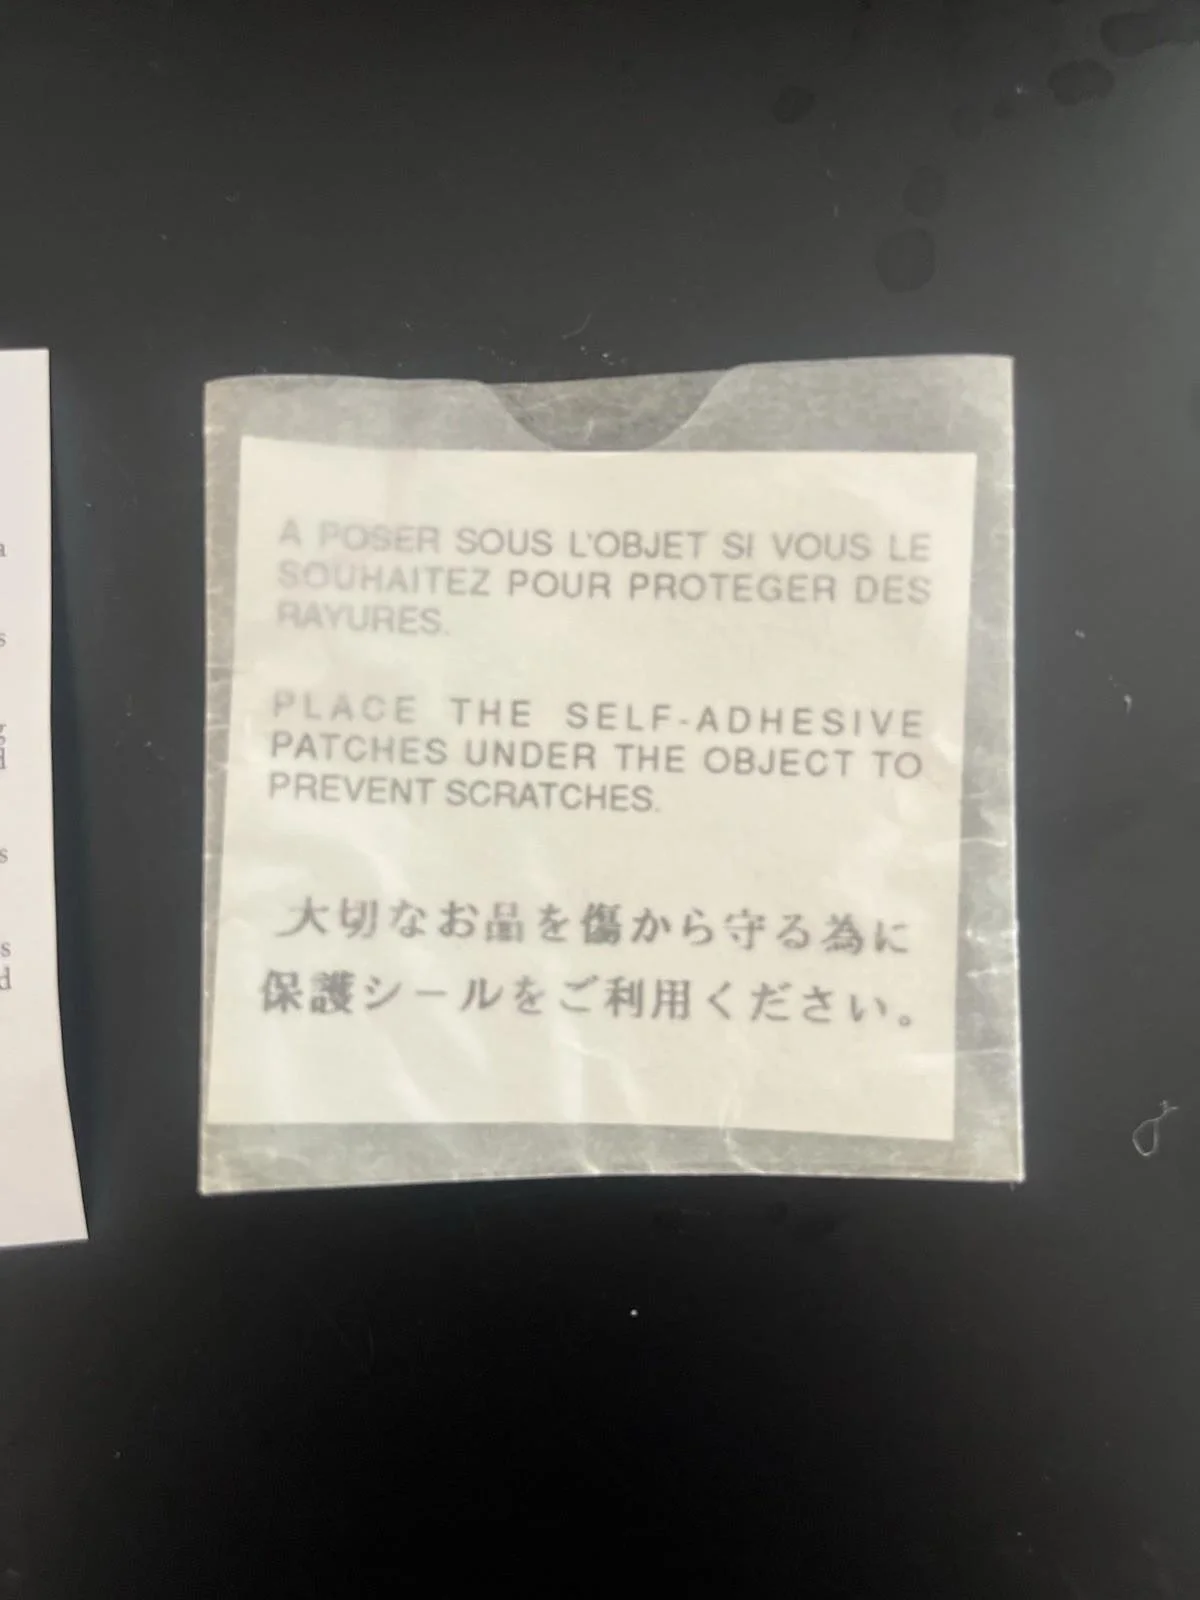 A POSER SOUS L'OBJET SI VOUS LE
SOUHAITEZ POUR PROTEGER DES
RAYURES.
PLACE THE SELF-ADHESIVE
PATCHES UNDER THE OBJECT TO
PREVENT SCRATCHES.
大切なお品を傷から守る為に
保護シールをご利用ください。